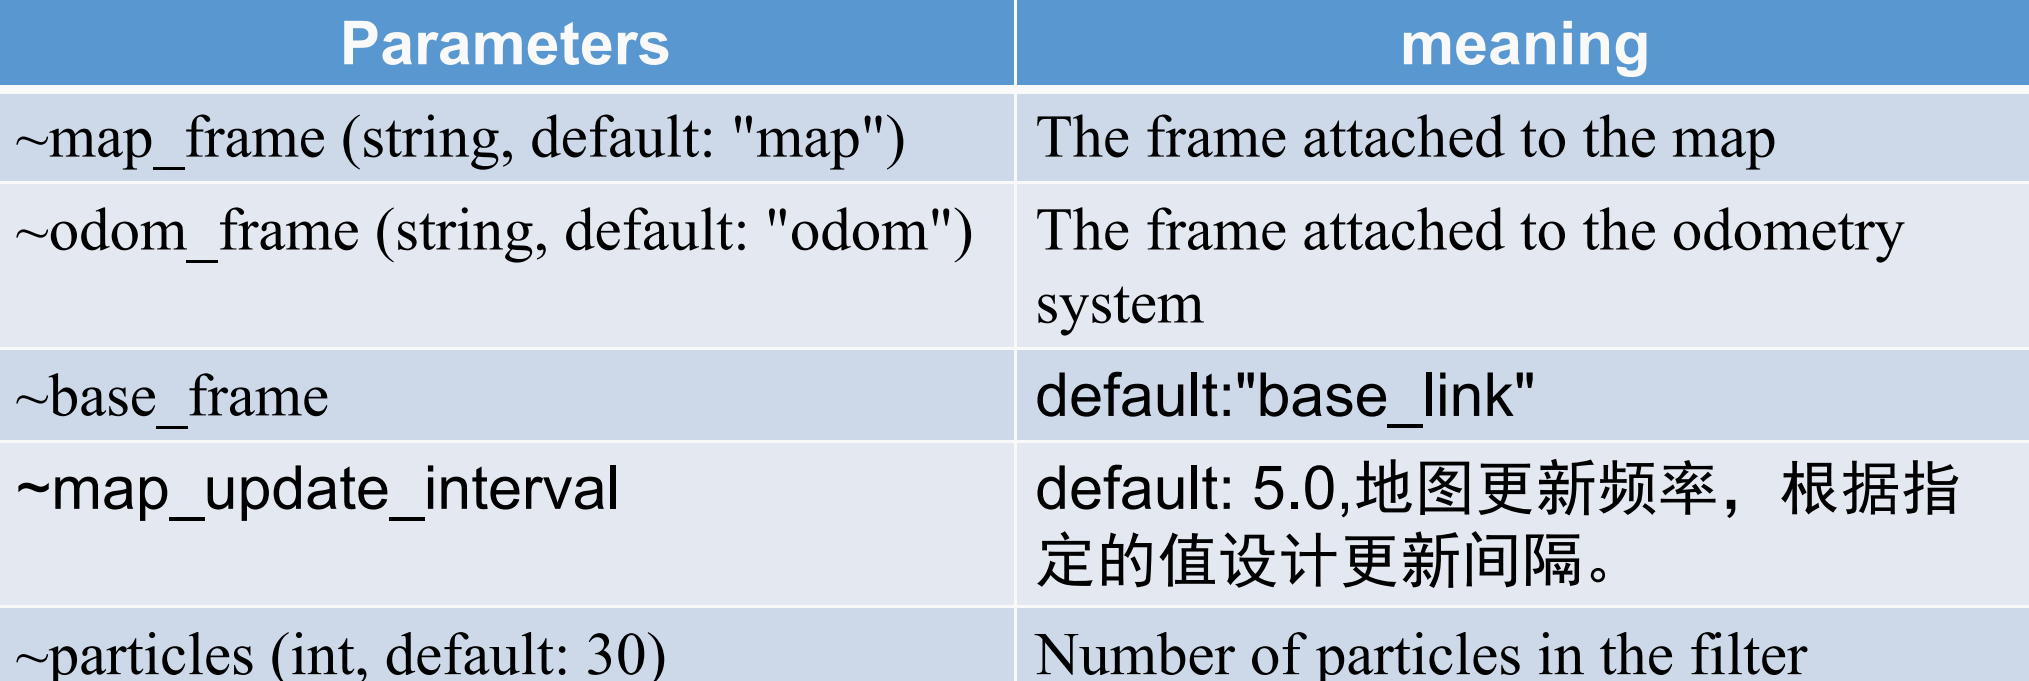 Parameters
meaning
~map_frame (string, default: "map")
The frame attached to the map
~odom_frame (string, default: "odom")
The frame attached to the odometry
system
~base_frame
default:"base_link"
~map_update_interval
default: 5.0,地图更新频率，根据指
定的值设计更新间隔。
~particles (int, default: 30)
Number of particles in the filter